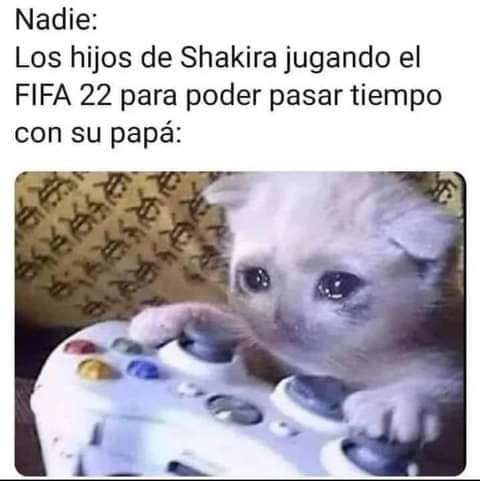 Nadie:
Los hijos de Shakira jugando el
FIFA 22 para poder pasar tiempo
con su papá: